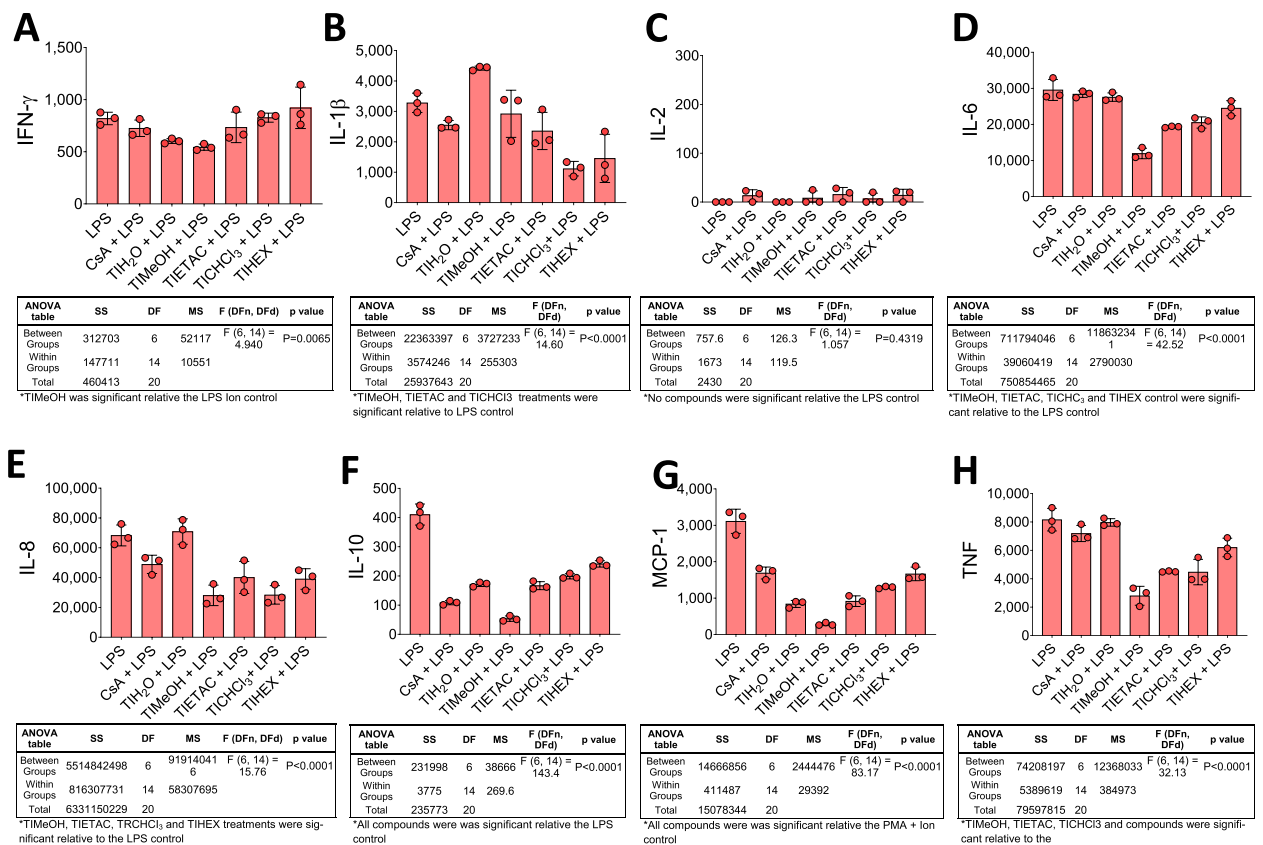 A
IFN-γ
1,500
1,000
500
0
LPS
CsA + LPS
TIH2O + LPS
TIMeOH + LPS
TIETAC + LPS
TICHCl3 + LPS
TIHEX + LPS
ANOVA table SS DF MS F (DFn, DFd) p value
Between Groups 312703 6 52117 F (6, 14) = 4.940 P=0.0065
Within Groups 147711 14 10551
Total 460413 20
*TIMeOH was significant relative the LPS Ion control
B
IL-1β
5,000
4,000
3,000
2,000
1,000
0
LPS
CsA + LPS
TIH2O + LPS
TIMeOH + LPS
TIETAC + LPS
TICHCl3 + LPS
TIHEX + LPS
ANOVA table SS DF MS F (DFn, DFd) p value
Between Groups 22363397 6 3727233 F (6, 14) = 14.60 P<0.0001
Within Groups 3574246 14 255303
Total 25937643 20
*TIMeOH, TIETAC and TICHCl3 treatments were
significant relative to LPS control
C
IL-2
300
200
100
0
LPS
CsA + LPS
TIH2O + LPS
TIMeOH + LPS
TIETAC + LPS
TICHCl3 + LPS
TIHEX + LPS
ANOVA table SS DF MS F (DFn, DFd) p value
Between Groups 757.6 6 126.3 F (6, 14) = 1.057 P=0.4319
Within Groups 1673 14 119.5
Total 2430 20
*No compounds were significant relative the LPS control
D
IL-6
40,000
30,000
20,000
10,000
0
LPS
CsA + LPS
TIH2O + LPS
TIMeOH + LPS
TIETAC + LPS
TICHCl3 + LPS
TIHEX + LPS
ANOVA table SS DF MS F (DFn, DFd) p value
Between Groups 711794046 6 118632341 F (6, 14) = 42.52 P<0.0001
Within Groups 39060419 14 2790030
Total 750854465 20
*TIMeOH, TIETAC, TICHC3 and TIHEX control were signifi-
cant relative to the LPS control
E
IL-8
100,000
80,000
60,000
40,000
20,000
0
LPS
CsA + LPS
TIH2O + LPS
TIMeOH + LPS
TIETAC + LPS
TICHCl3 + LPS
TIHEX + LPS
ANOVA table SS DF MS F (DFn, DFd) p value
Between Groups 5514842498 6 919140416 F (6, 14) = 15.76 P<0.0001
Within Groups 816307731 14 58307695
Total 6331150229 20
*TIMeOH, TIETAC, TRCHCl3 and TIHEX treatments were sig-
nificant relative to the LPS control
F
IL-10
500
400
300
200
100
0
LPS
CsA + LPS
TIH2O + LPS
TIMeOH + LPS
TIETAC + LPS
TICHCl3 + LPS
TIHEX + LPS
ANOVA table SS DF MS F (DFn, DFd) p value
Between Groups 231998 6 38666 F (6, 14) = 143.4 P<0.0001
Within Groups 3775 14 269.6
Total 235773 20
*All compounds were was significant relative the LPS
control
G
MCP-1
4,000
3,000
2,000
1,000
0
LPS
CsA + LPS
TIH2O + LPS
TIMeOH + LPS
TIETAC + LPS
TICHCl3 + LPS
TIHEX + LPS
ANOVA table SS DF MS F (DFn, DFd) p value
Between Groups 14666856 6 2444476 F (6, 14) = 83.17 P<0.0001
Within Groups 411487 14 29392
Total 15078344 20
*All compounds were was significant relative the PMA + Ion
control
H
TNF
10,000
8,000
6,000
4,000
2,000
0
LPS
CsA + LPS
TIH2O + LPS
TIMeOH + LPS
TIETAC + LPS
TICHCl3 + LPS
TIHEX + LPS
ANOVA table SS DF MS F (DFn, DFd) p value
Between Groups 74208197 6 12368033 F (6, 14) = 32.13 P<0.0001
Within Groups 5389619 14 384973
Total 79597815 20
*TIMeOH, TIETAC, TICHCl3 and compounds were signifi-
cant relative to the